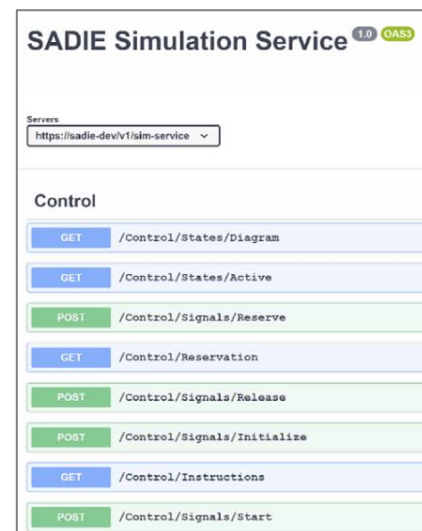 SADIE Simulation Service 1.0 OAS3
Servers
https://sadie-dev/v1/sim-service
Control
GET /Control/States/Diagram
GET /Control/States/Active
POST /Control/Signals/Reserve
GET /Control/Reservation
POST /Control/Signals/Release
POST /Control/Signals/Initialize
GET /Control/Instructions
POST /Control/Signals/Start